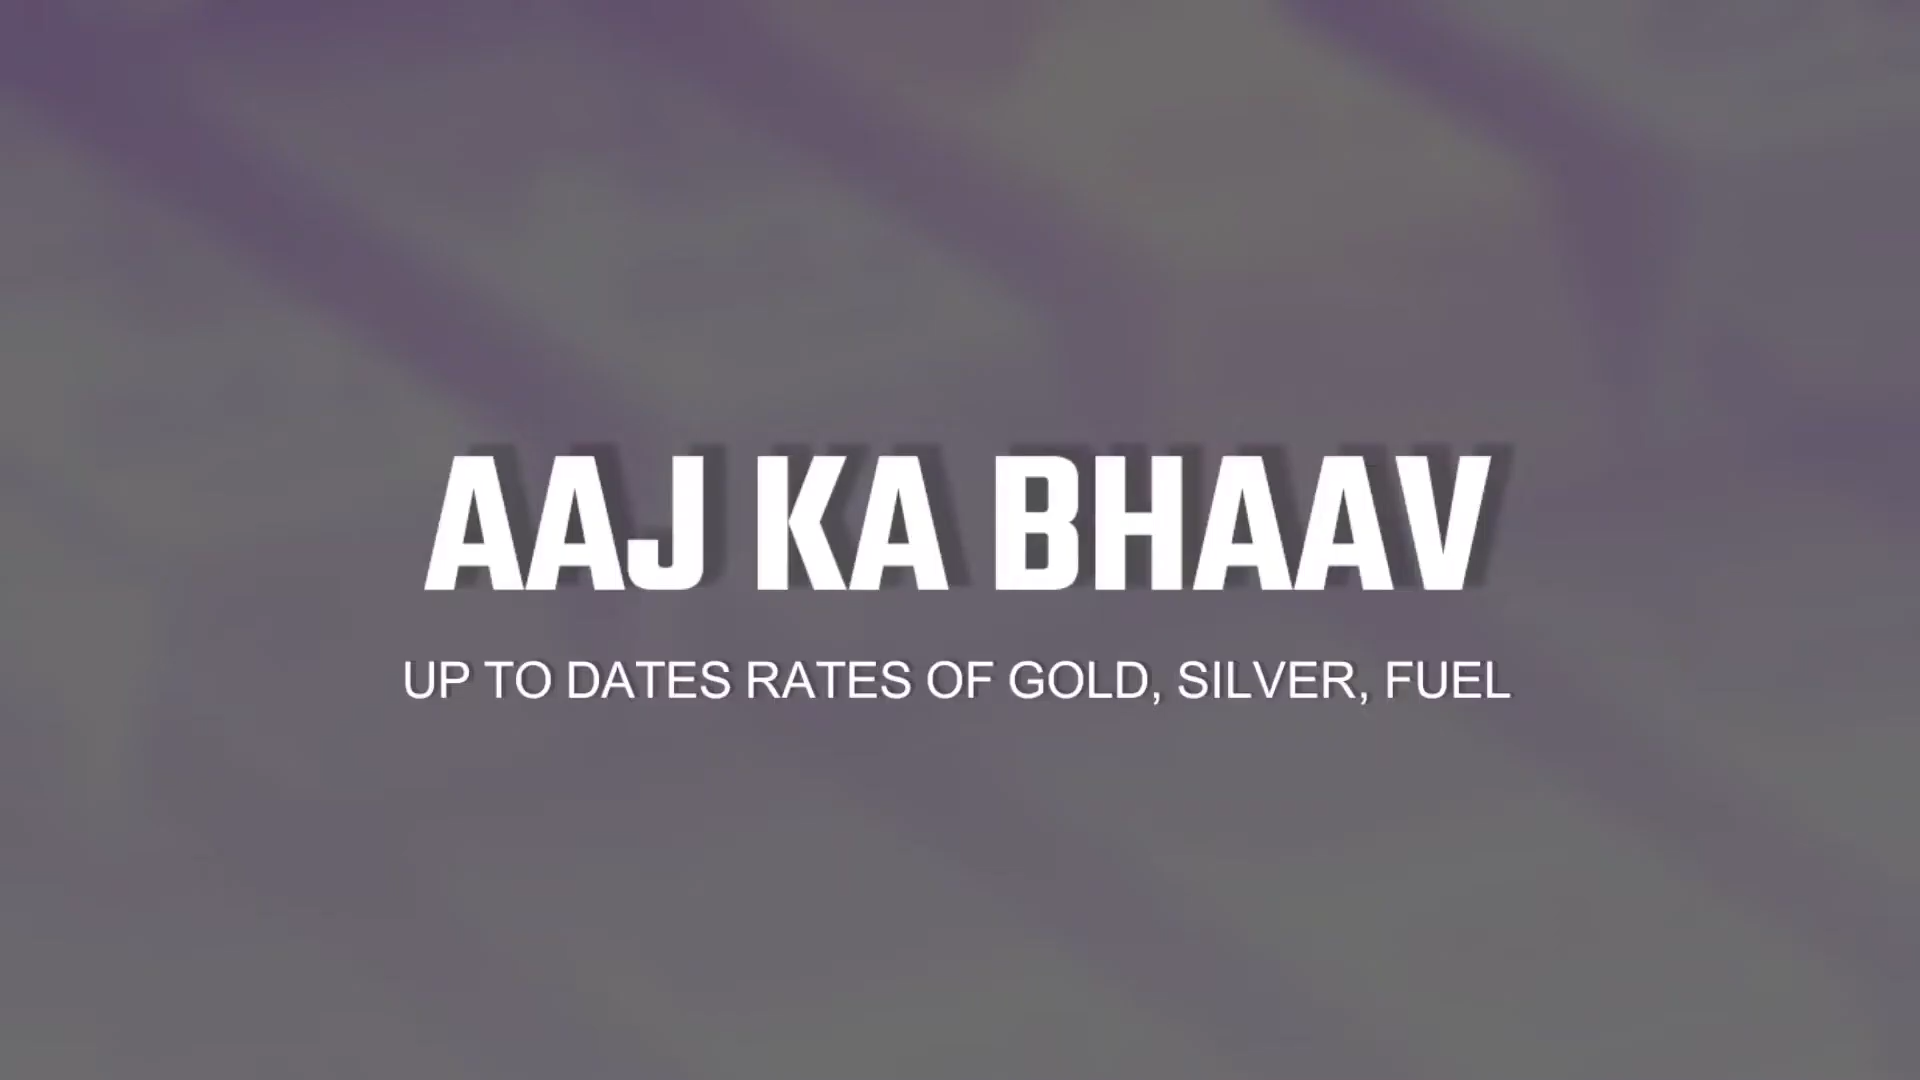 AAJ KA BHAAV
UP TO DATES RATES OF GOLD, SILVER, FUEL